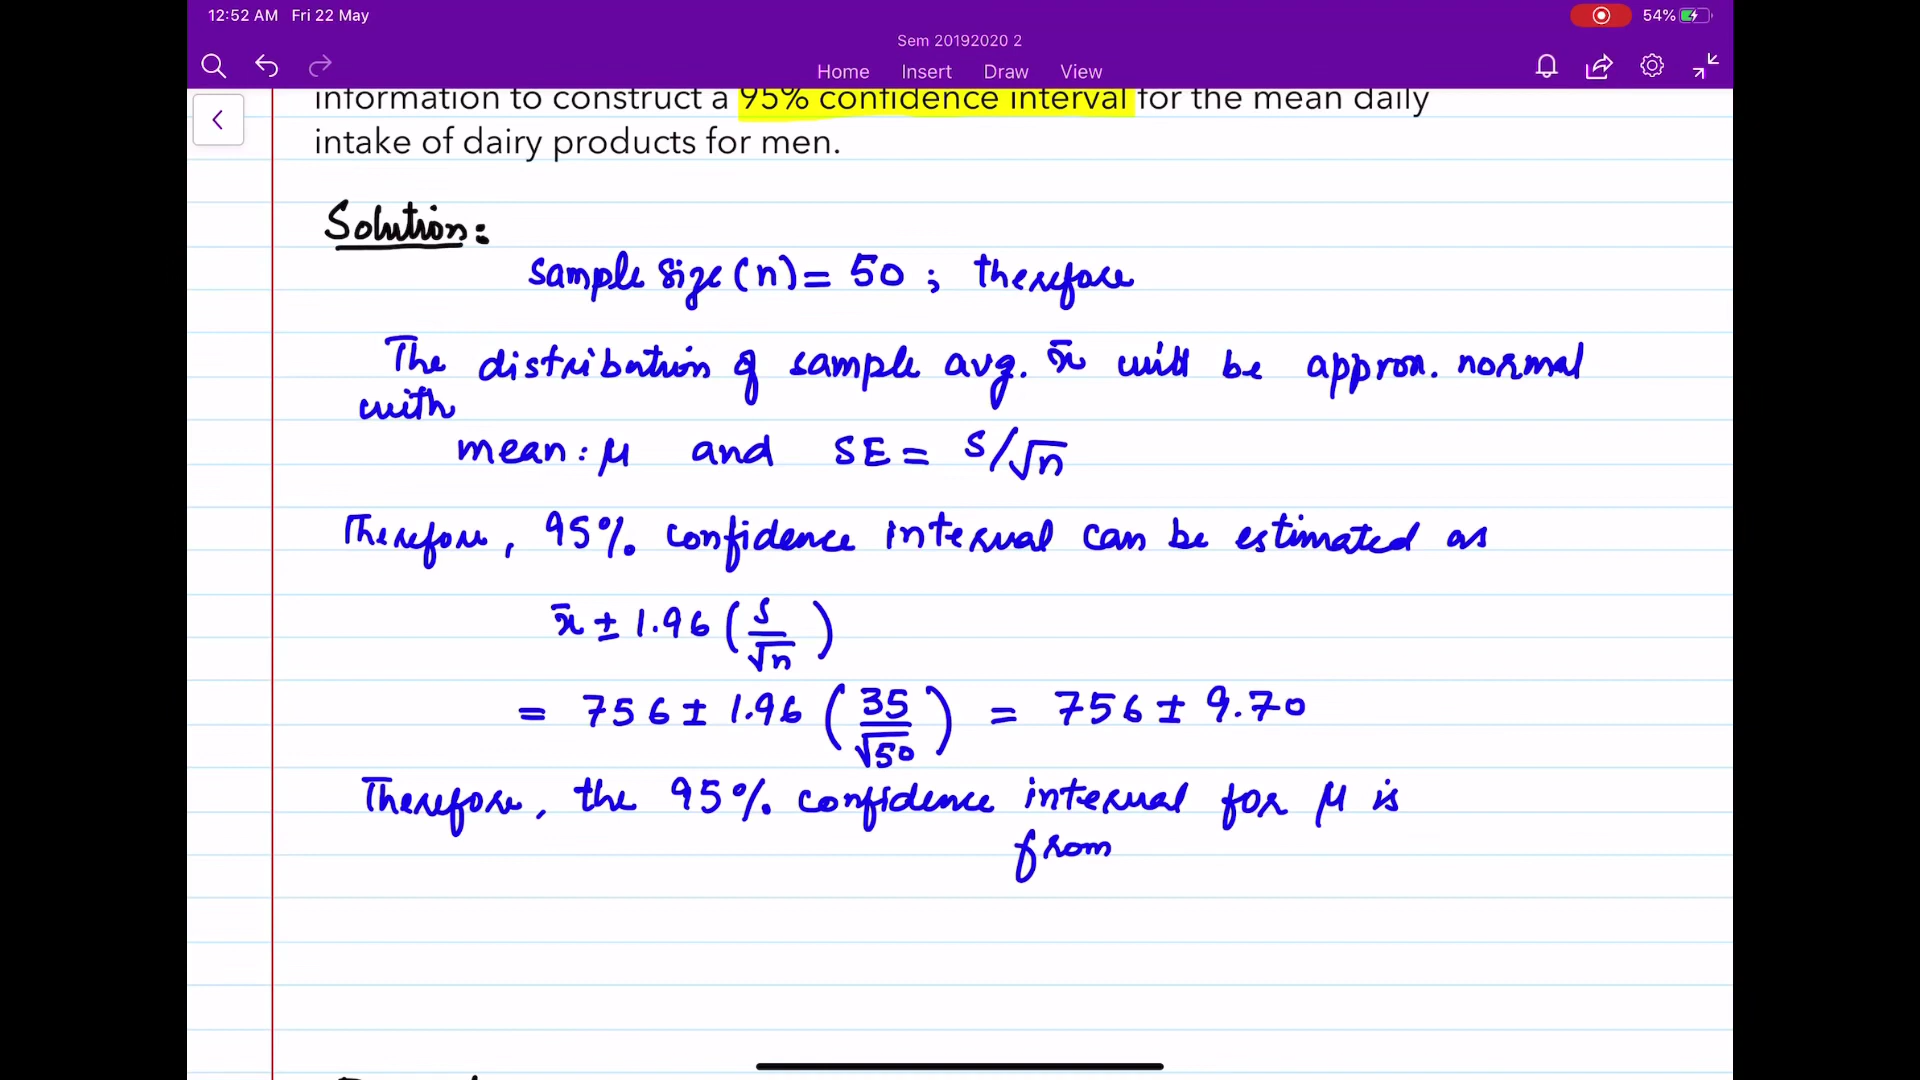 12:52 AM Fri 22 May
54%
Sem 20192020 2
Home Insert Draw View
information to construct a 95% confidence interval for the mean daily
intake of dairy products for men.
Solution:
Sample Size (n) = 50 ; therefore
The distribution of sample avg. x̄ will be approx. normal
with
mean: μ and SE = S/√n
Therefore, 95% confidence interval can be estimated as
x̄ ± 1.96 (s/√n)
= 756 ± 1.96 (35/√50) = 756 ± 9.70
Therefore, the 95% confidence interval for μ is
from